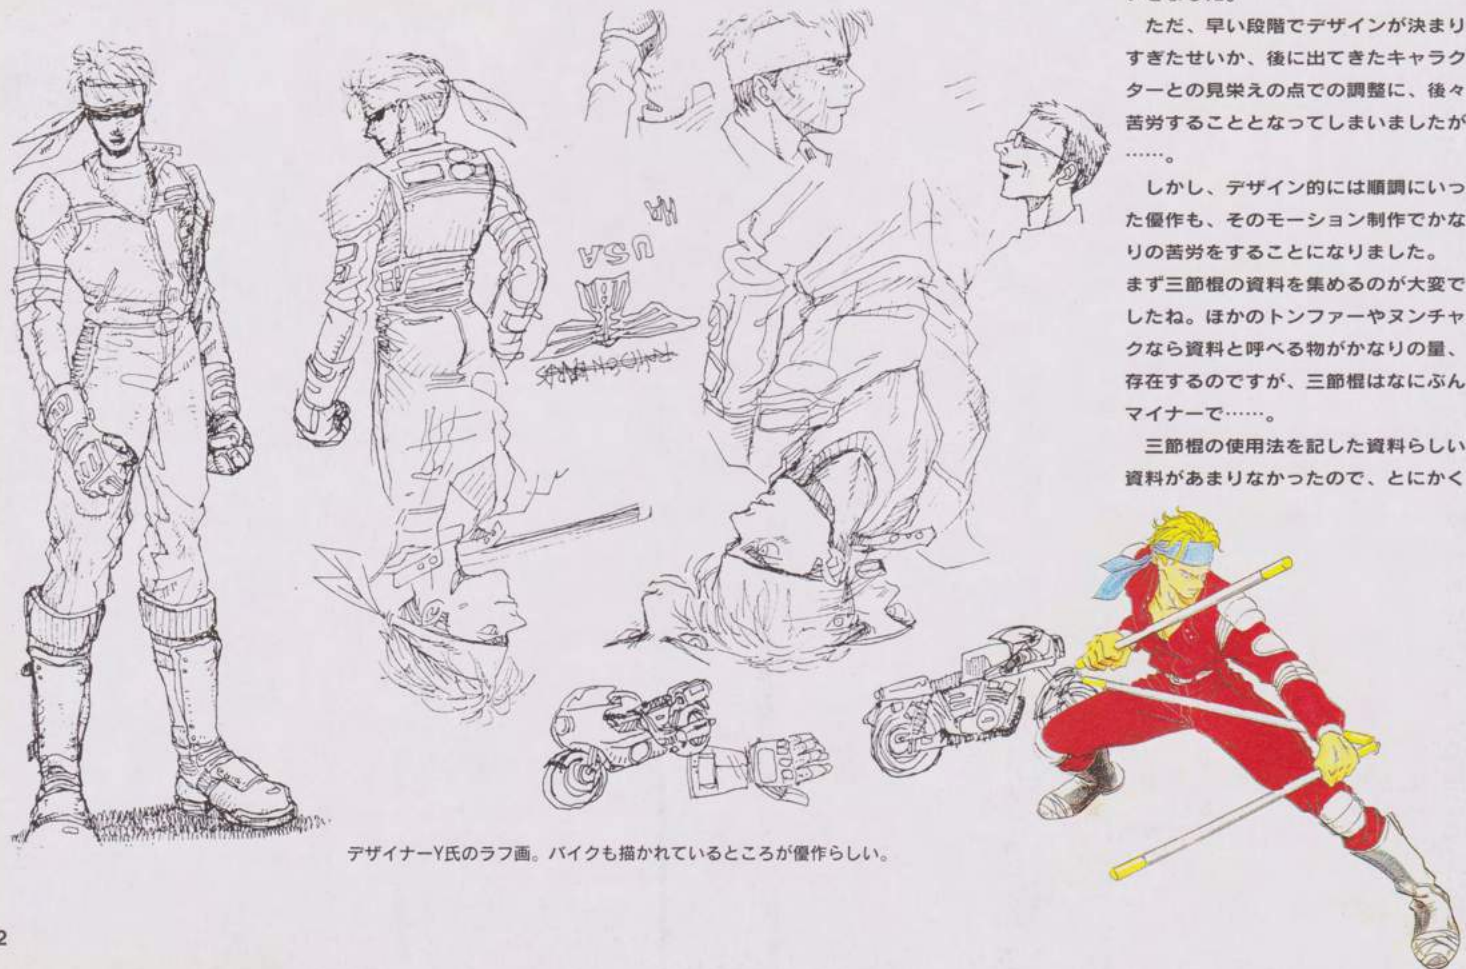 ただ、早い段階でデザインが決まり
すぎたせいか、後に出てきたキャラク
ターとの見栄えの点での調整に、後々
苦労することとなってしまいましたが
……。
しかし、デザイン的には順調にいっ
た優作も、そのモーション制作でかな
りの苦労をすることになりました。
まず三節棍の資料を集めるのが大変で
したね。ほかのトンファーやヌンチャ
クなら資料と呼べる物がかなりの量、
存在するのですが、三節棍はなにぶん
マイナーで……。
三節棍の使用法を記した資料らしい
資料があまりなかったので、とにかく
USA
デザイナーY氏のラフ画。バイクも描かれているところが優作らしい。
2